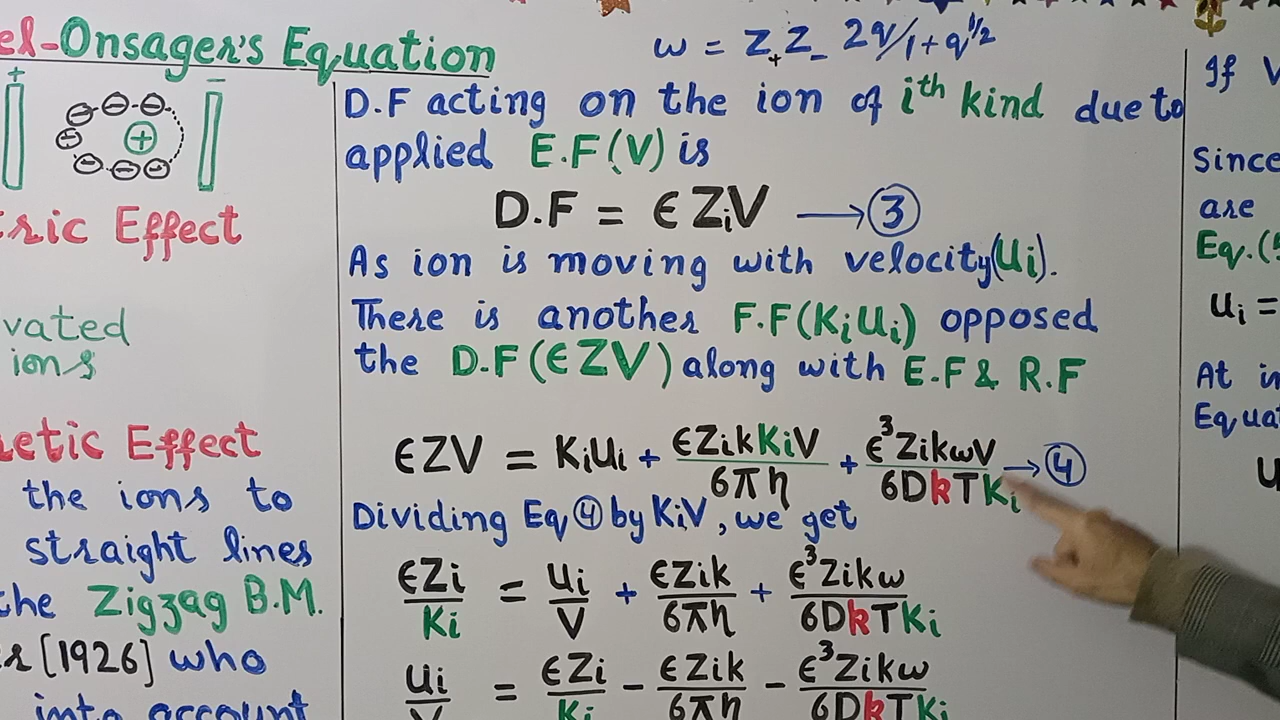 el-Onsager's Equation
+ −
⊖ ⊖ ⊖ ⊖ ⊕ ⊖ ⊖ ⊖
ric Effect
vated
ions
etic Effect
the ions to
straight lines
the Zigzag B.M.
r [1926] who
into account
ω = Z₊Z₋ 2q/1+q^1/2
D.F acting on the ion of iᵗʰ kind due to
applied E.F(V) is
D.F = ϵ ZᵢV → ③
As ion is moving with velocity(Uᵢ).
There is another F.F(KᵢUᵢ) opposed
the D.F(ϵZV) along with E.F & R.F
ϵZV = KᵢUᵢ + ϵZikKᵢV/6πη + ϵ³ZikωV/6DkTKᵢ → ④
Dividing Eq ④ by KᵢV, we get
ϵZi/Ki = Ui/V + ϵZik/6πη + ϵ³Zikω/6DkTKi
Ui/V = ϵZi/Ki − ϵZik/6πη − ϵ³Zikω/6DkTKi
If V
Since
are
Eq.(5
uᵢ =
At in
Equat
U